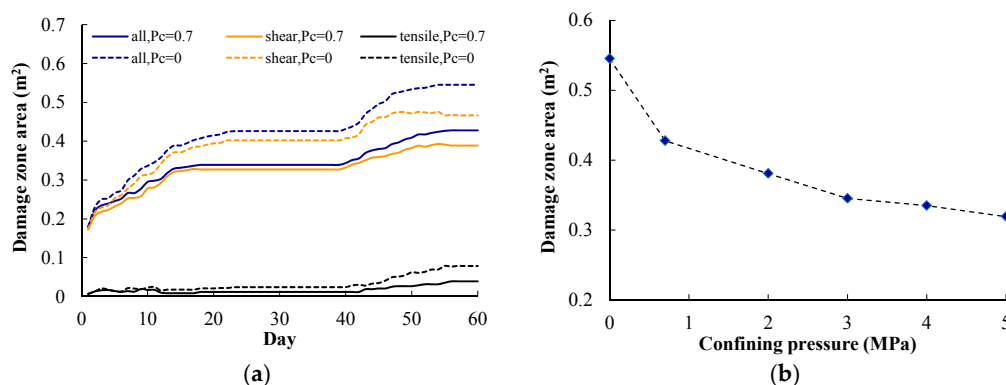 0.7
0.6
0.5
0.4
0.3
0.2
0.1
0
Damage zone area (m²)
all,Pc=0.7 shear,Pc=0.7 tensile,Pc=0.7
all,Pc=0 shear,Pc=0 tensile,Pc=0
0 10 20 30 40 50 60
Day
(a)
0.6
0.5
0.4
0.3
0.2
Damage zone area (m²)
0 1 2 3 4 5
Confining pressure (MPa)
(b)